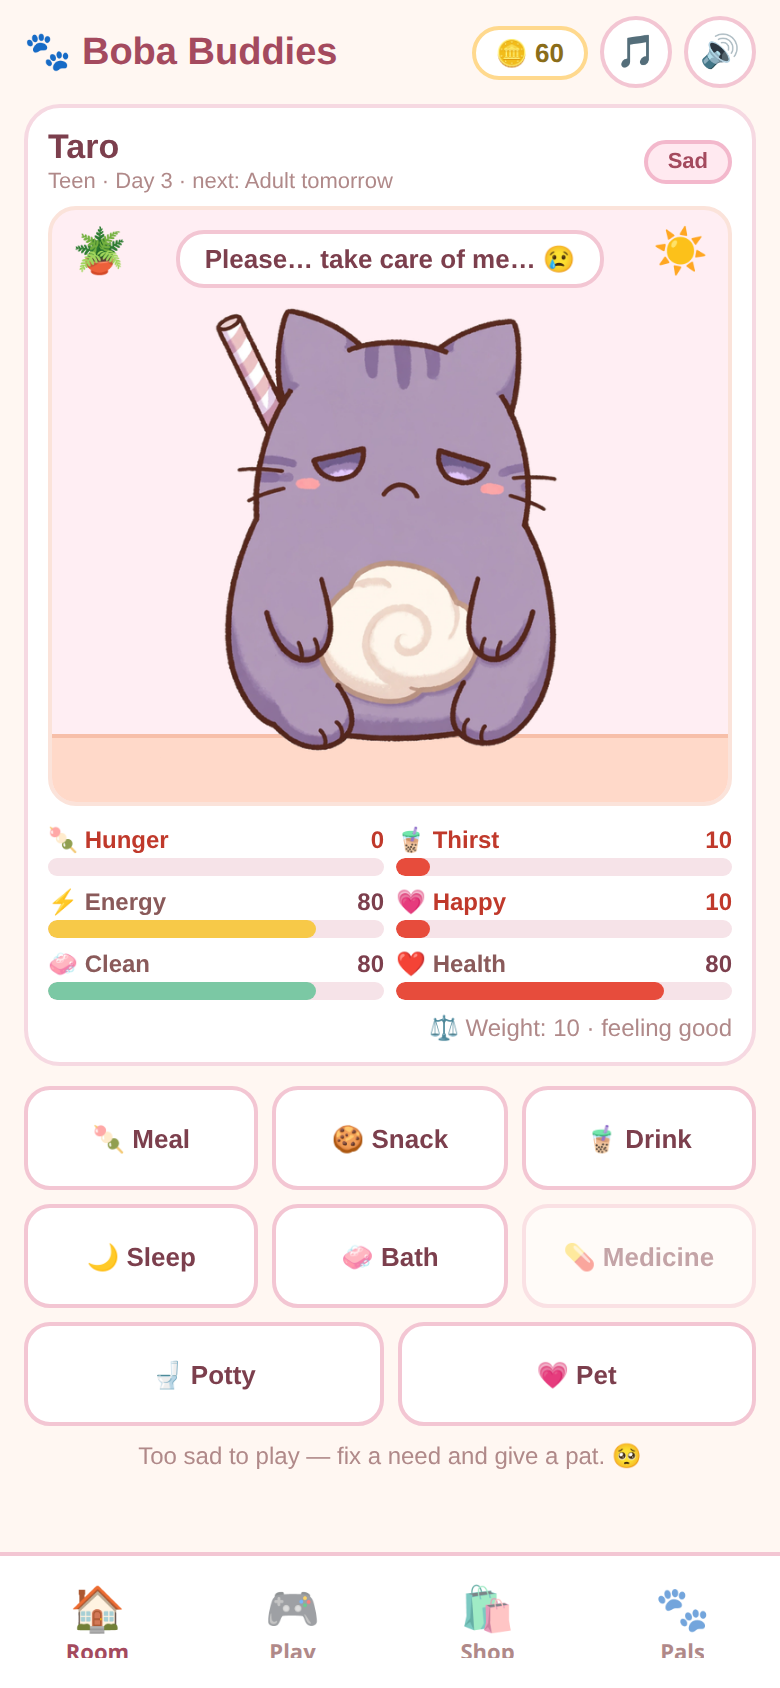 🐾 Boba Buddies 🪙 60 🎵 🔊
Taro
Sad
Teen · Day 3 · next: Adult tomorrow
Please… take care of me… 😢
🍡 Hunger 0
🧋 Thirst 10
⚡ Energy 80
💗 Happy 10
🧼 Clean 80
❤️ Health 80
⚖️ Weight: 10 · feeling good
🍡 Meal
🍪 Snack
🧋 Drink
🌙 Sleep
🧼 Bath
💊 Medicine
🚽 Potty
💗 Pet
Too sad to play — fix a need and give a pat. 🥺
Room
Play
Shop
Pals